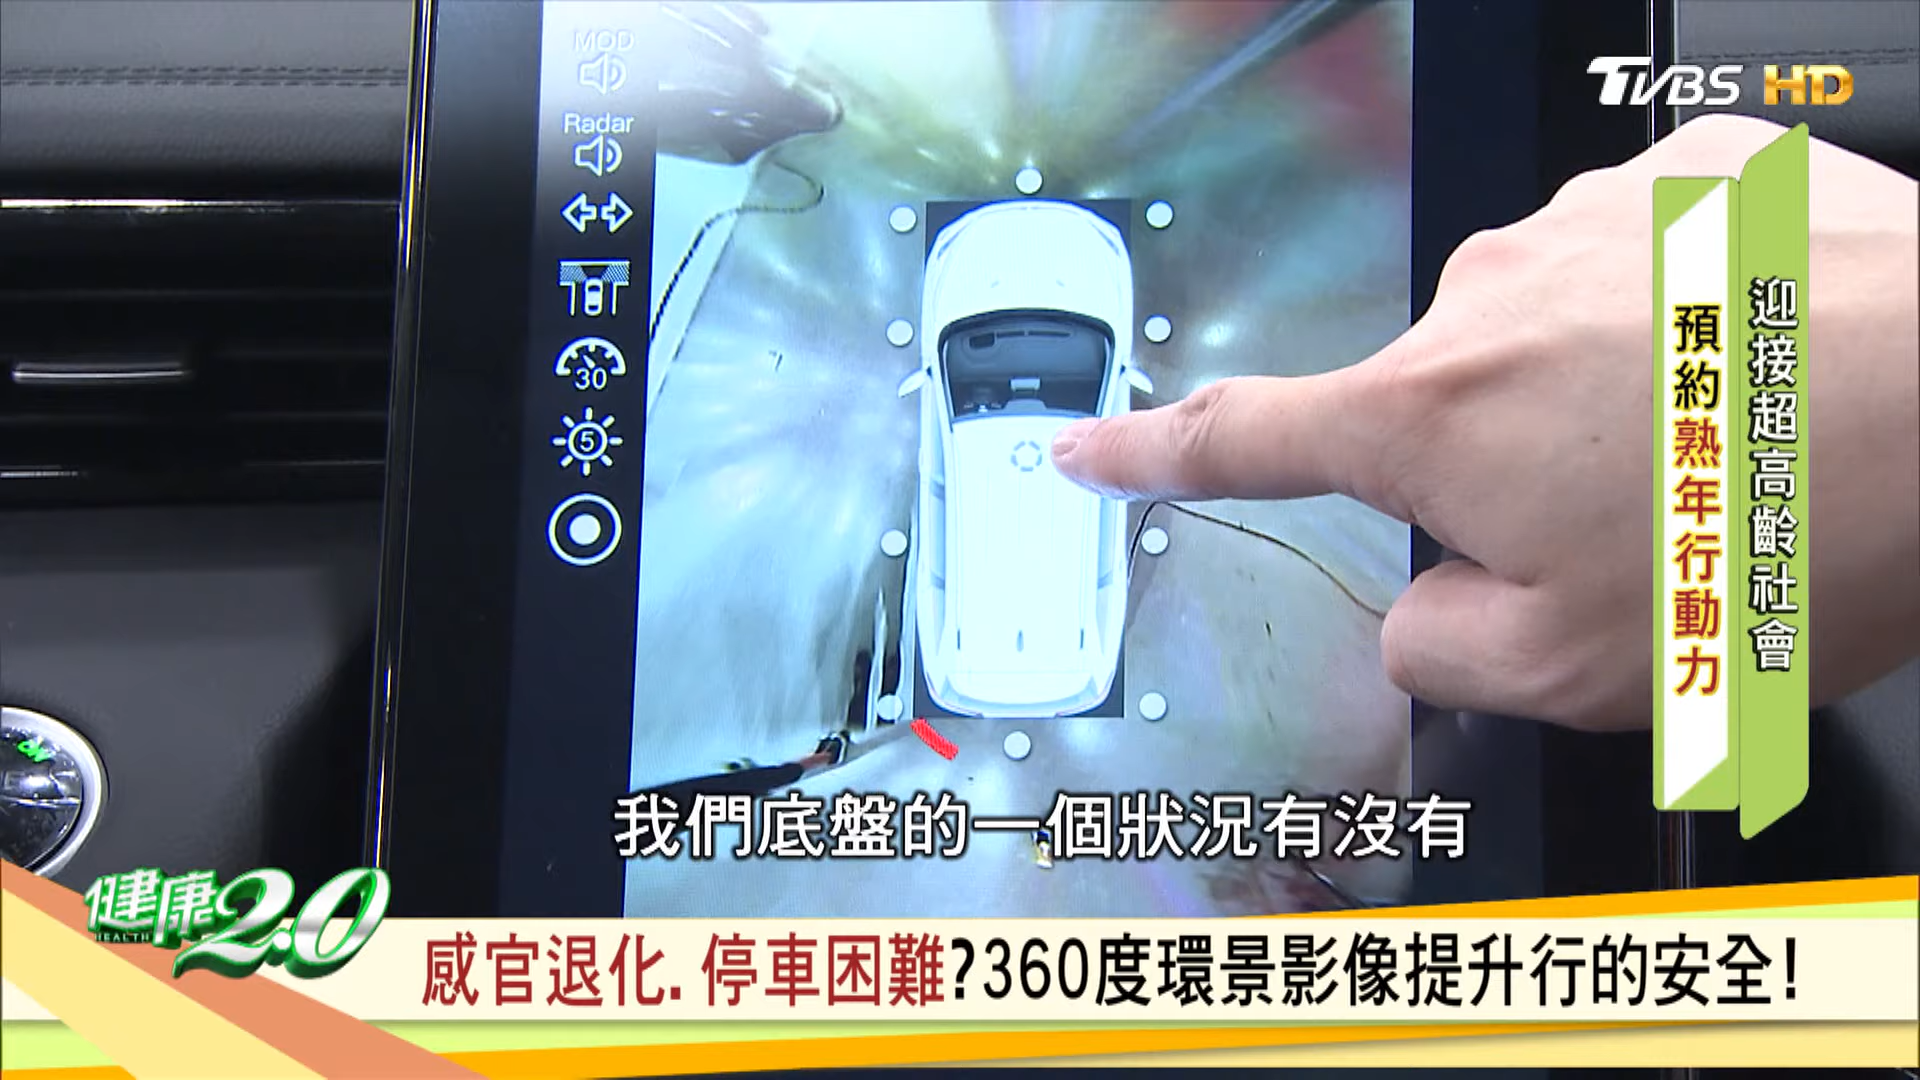 MOD
Radar
30
5
TVBS HD
迎接超高齡社會
預約熟年行動力
ON
我們底盤的一個狀況有沒有
健康2.0
HEALTH
感官退化.停車困難?360度環景影像提升行的安全!